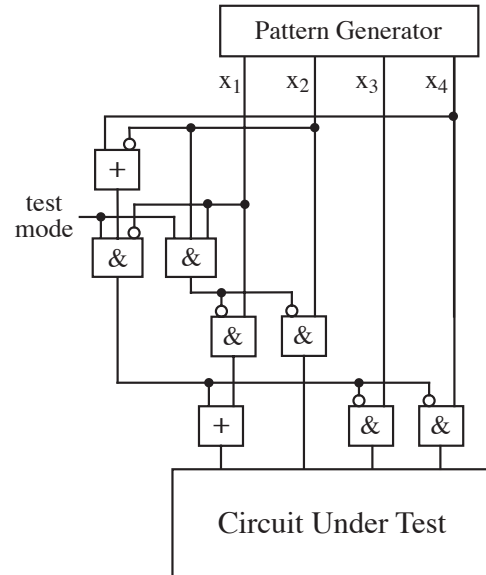 Pattern Generator
x1 x2 x3 x4
+
test
mode
& &
& &
+ & &
Circuit Under Test